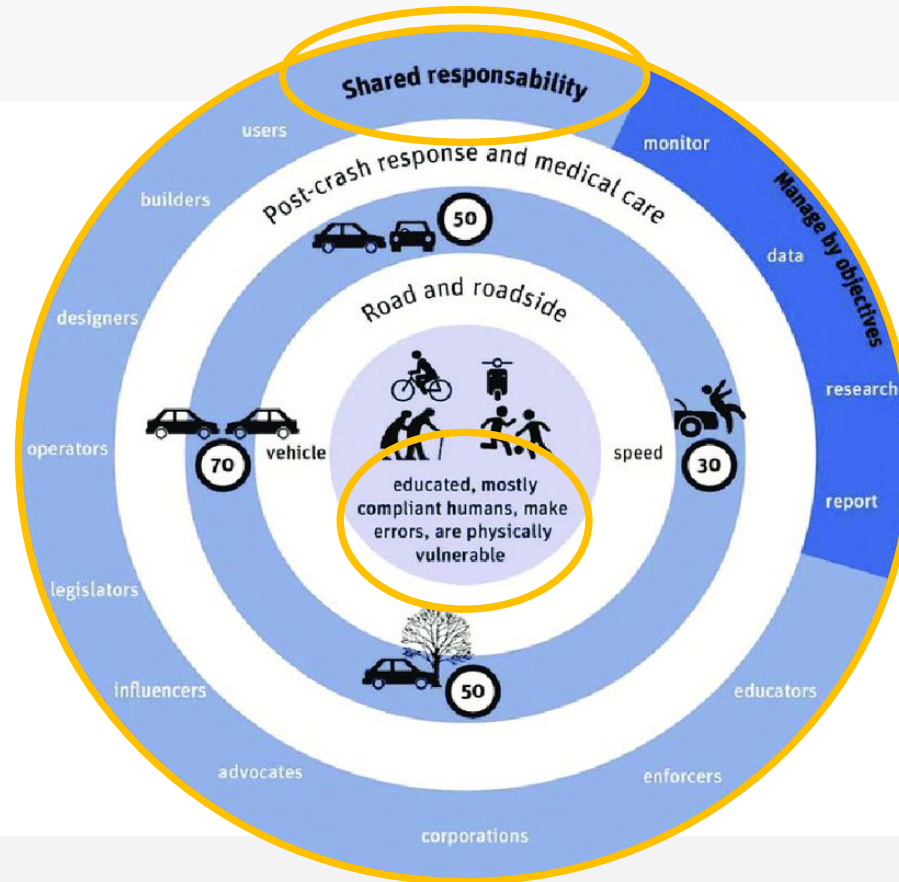 Shared responsability
users
monitor
Post-crash response and medical care
Manage by objectives
builders
50
data
Road and roadside
designers
research
operators
70
vehicle
speed
30
educated, mostly
compliant humans, make
errors, are physically
vulnerable
report
legislators
influencers
50
educators
advocates
enforcers
corporations